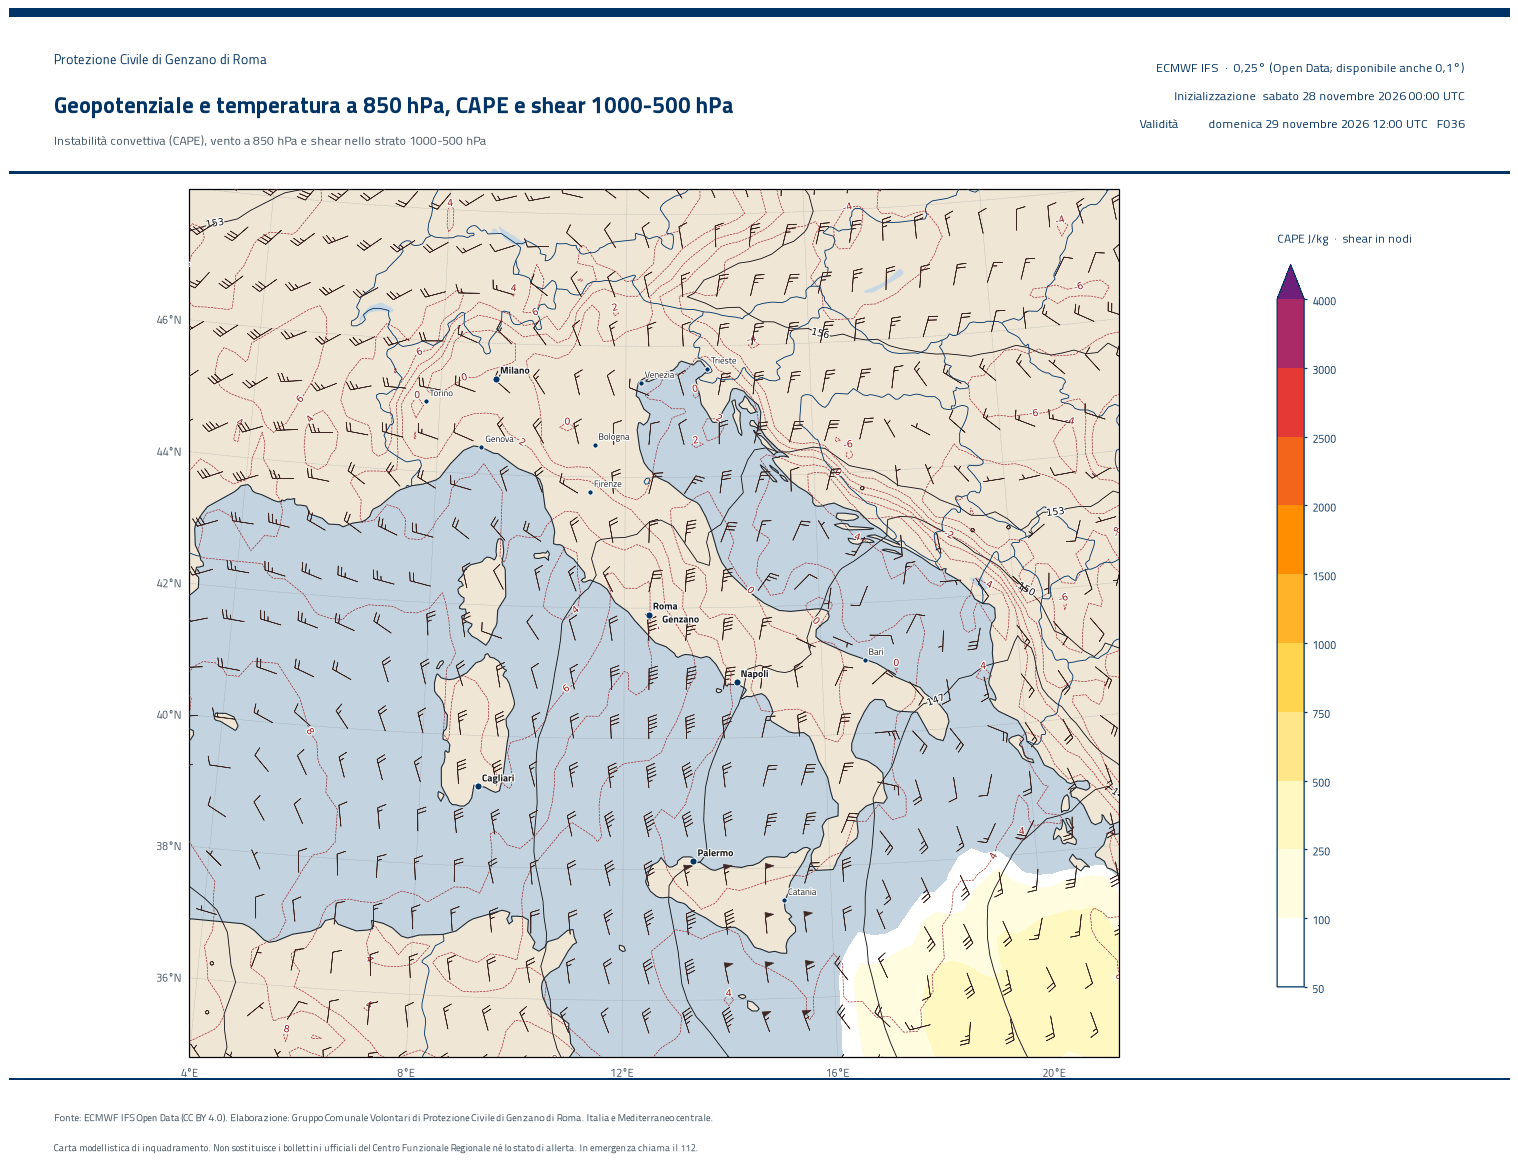 Protezione Civile di Genzano di Roma
Geopotenziale e temperatura a 850 hPa, CAPE e shear 1000-500 hPa
Instabilità convettiva (CAPE), vento a 850 hPa e shear nello strato 1000-500 hPa
ECMWF IFS · 0,25° (Open Data; disponibile anche 0,1°)
Inizializzazione sabato 28 novembre 2026 00:00 UTC
Validità domenica 29 novembre 2026 12:00 UTC F036
CAPE J/kg · shear in nodi
4000
3000
2500
2000
1500
1000
750
500
250
100
50
46°N
44°N
42°N
40°N
38°N
36°N
4°E
8°E
12°E
16°E
20°E
153
156
153
150
147
Milano
Torino
Venezia
Trieste
Genova
Bologna
Firenze
Roma
Genzano
Napoli
Bari
Cagliari
Palermo
Catania
Fonte: ECMWF IFS Open Data (CC BY 4.0). Elaborazione: Gruppo Comunale Volontari di Protezione Civile di Genzano di Roma. Italia e Mediterraneo centrale.
Carta modellistica di inquadramento. Non sostituisce i bollettini ufficiali del Centro Funzionale Regionale né lo stato di allerta. In emergenza chiama il 112.